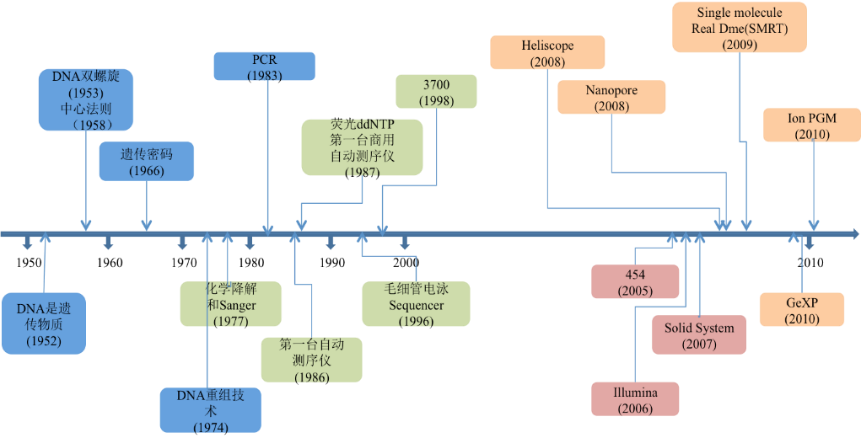 Single molecule
Real Dme(SMRT)
(2009)
Heliscope
(2008)
PCR
(1983)
DNA双螺旋
(1953)
中心法则
（1958）
3700
(1998)
Nanopore
(2008)
荧光ddNTP
第一台商用
自动测序仪
(1987)
Ion PGM
(2010)
遗传密码
(1966)
1950
1960
1970
1980
1990
2000
2010
454
(2005)
化学降解
和Sanger
(1977)
毛细管电泳
Sequencer
(1996)
DNA是遗
传物质
(1952)
GeXP
(2010)
Solid System
(2007)
第一台自动
测序仪
(1986)
Illumina
(2006)
DNA重组技
术
(1974)